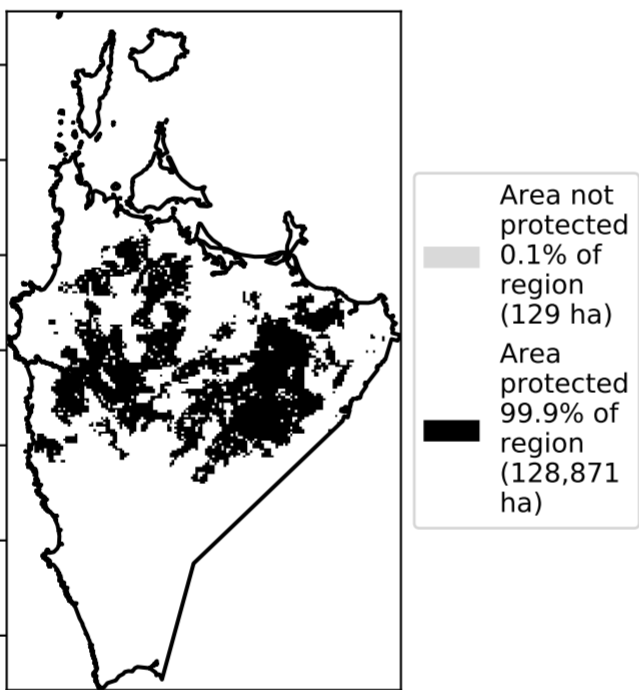 Area not
protected
0.1% of
region
(129 ha)
Area
protected
99.9% of
region
(128,871
ha)